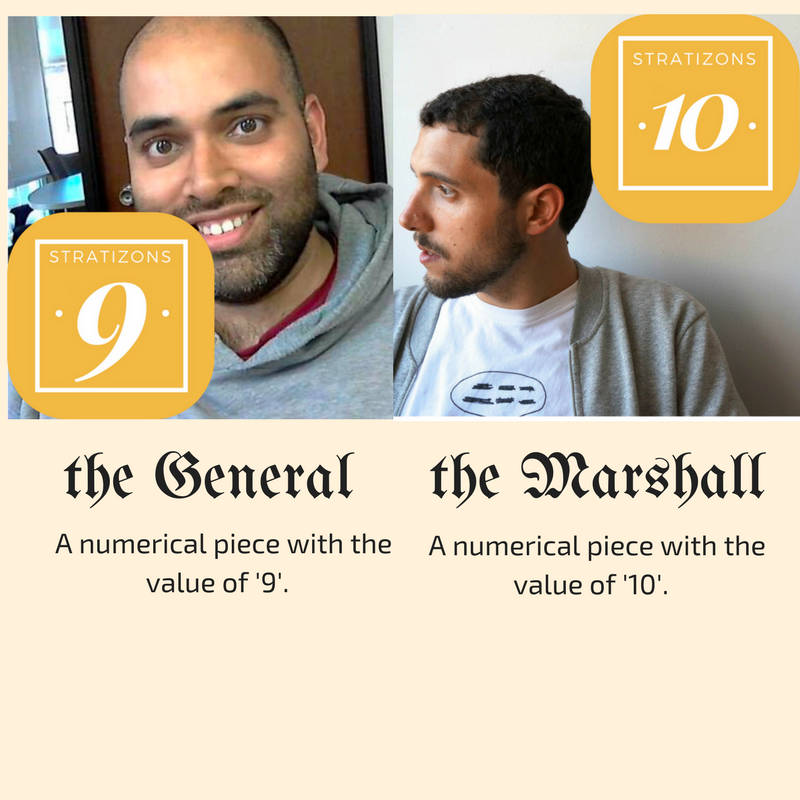 STRATIZONS
9
STRATIZONS
10
the General
A numerical piece with the
value of '9'.
the Marshall
A numerical piece with the
value of '10'.